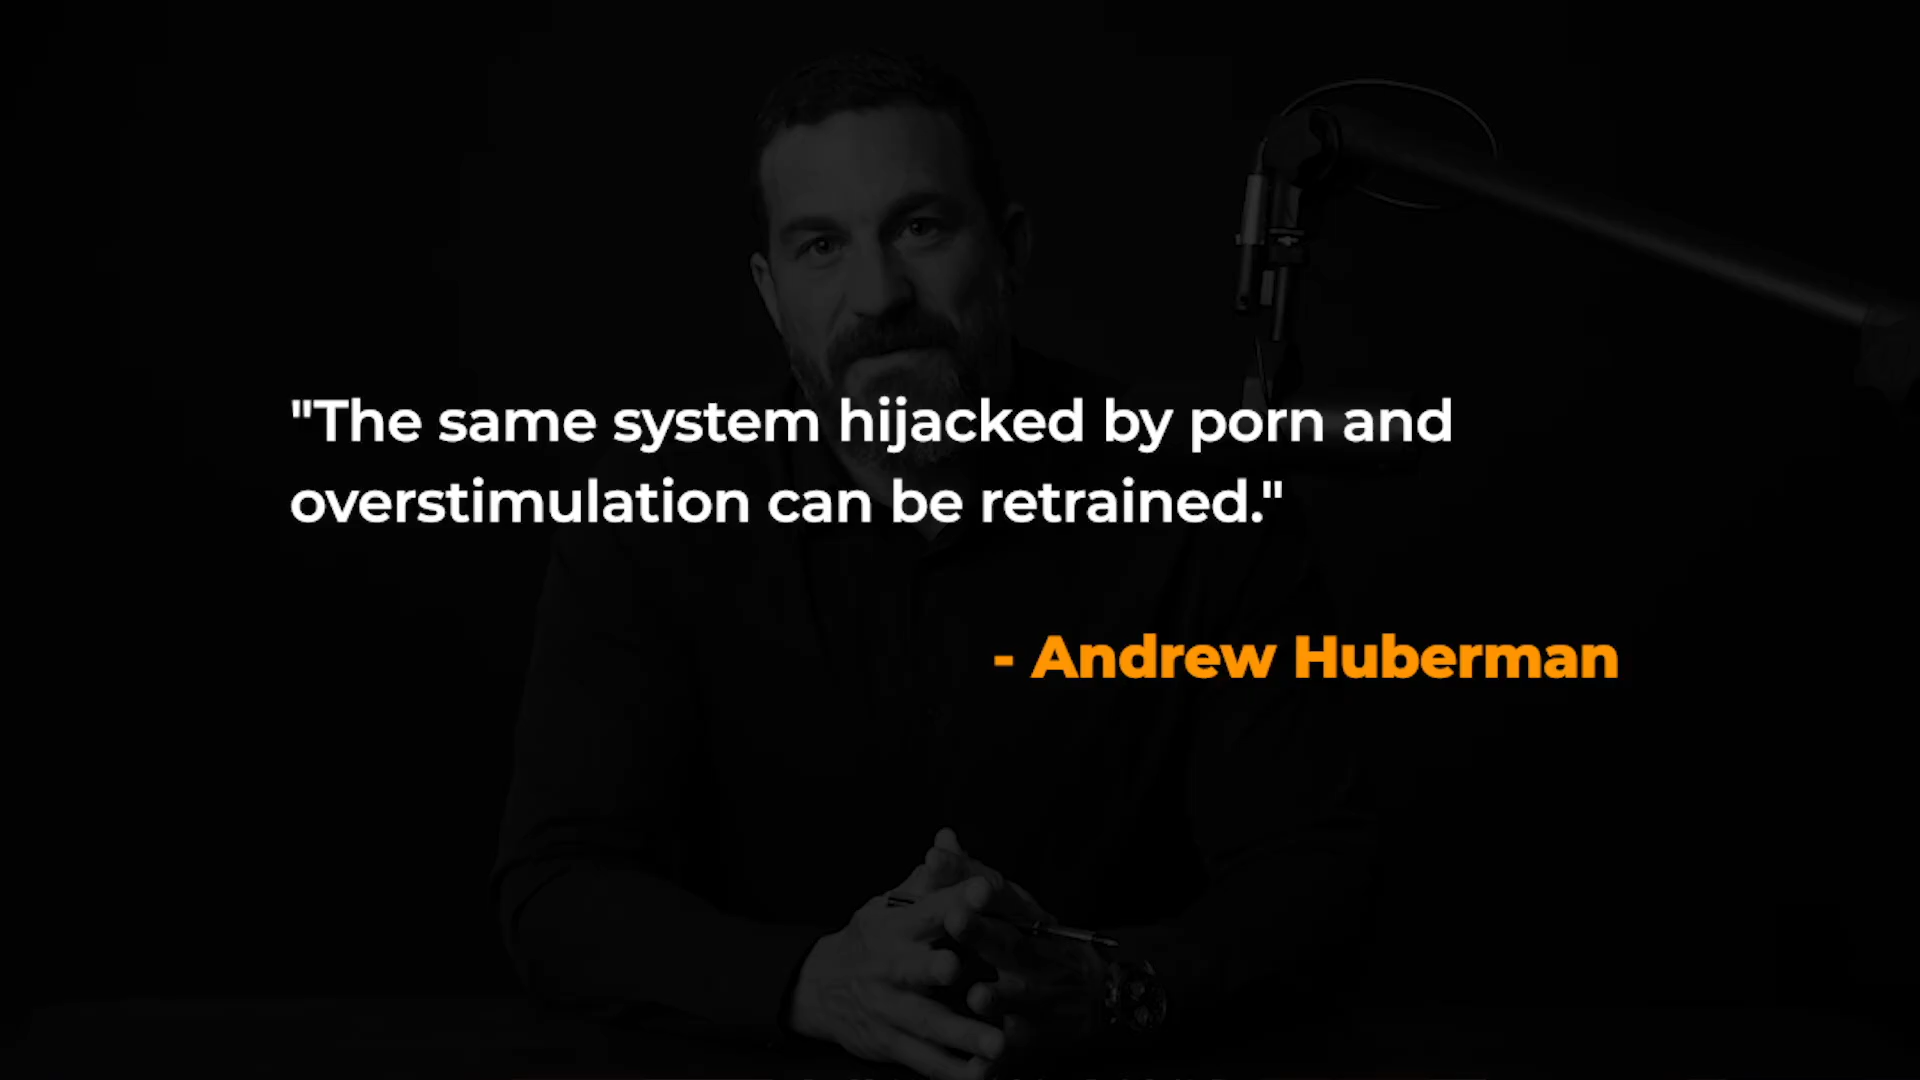 "The same system hijacked by porn and
overstimulation can be retrained."
- Andrew Huberman